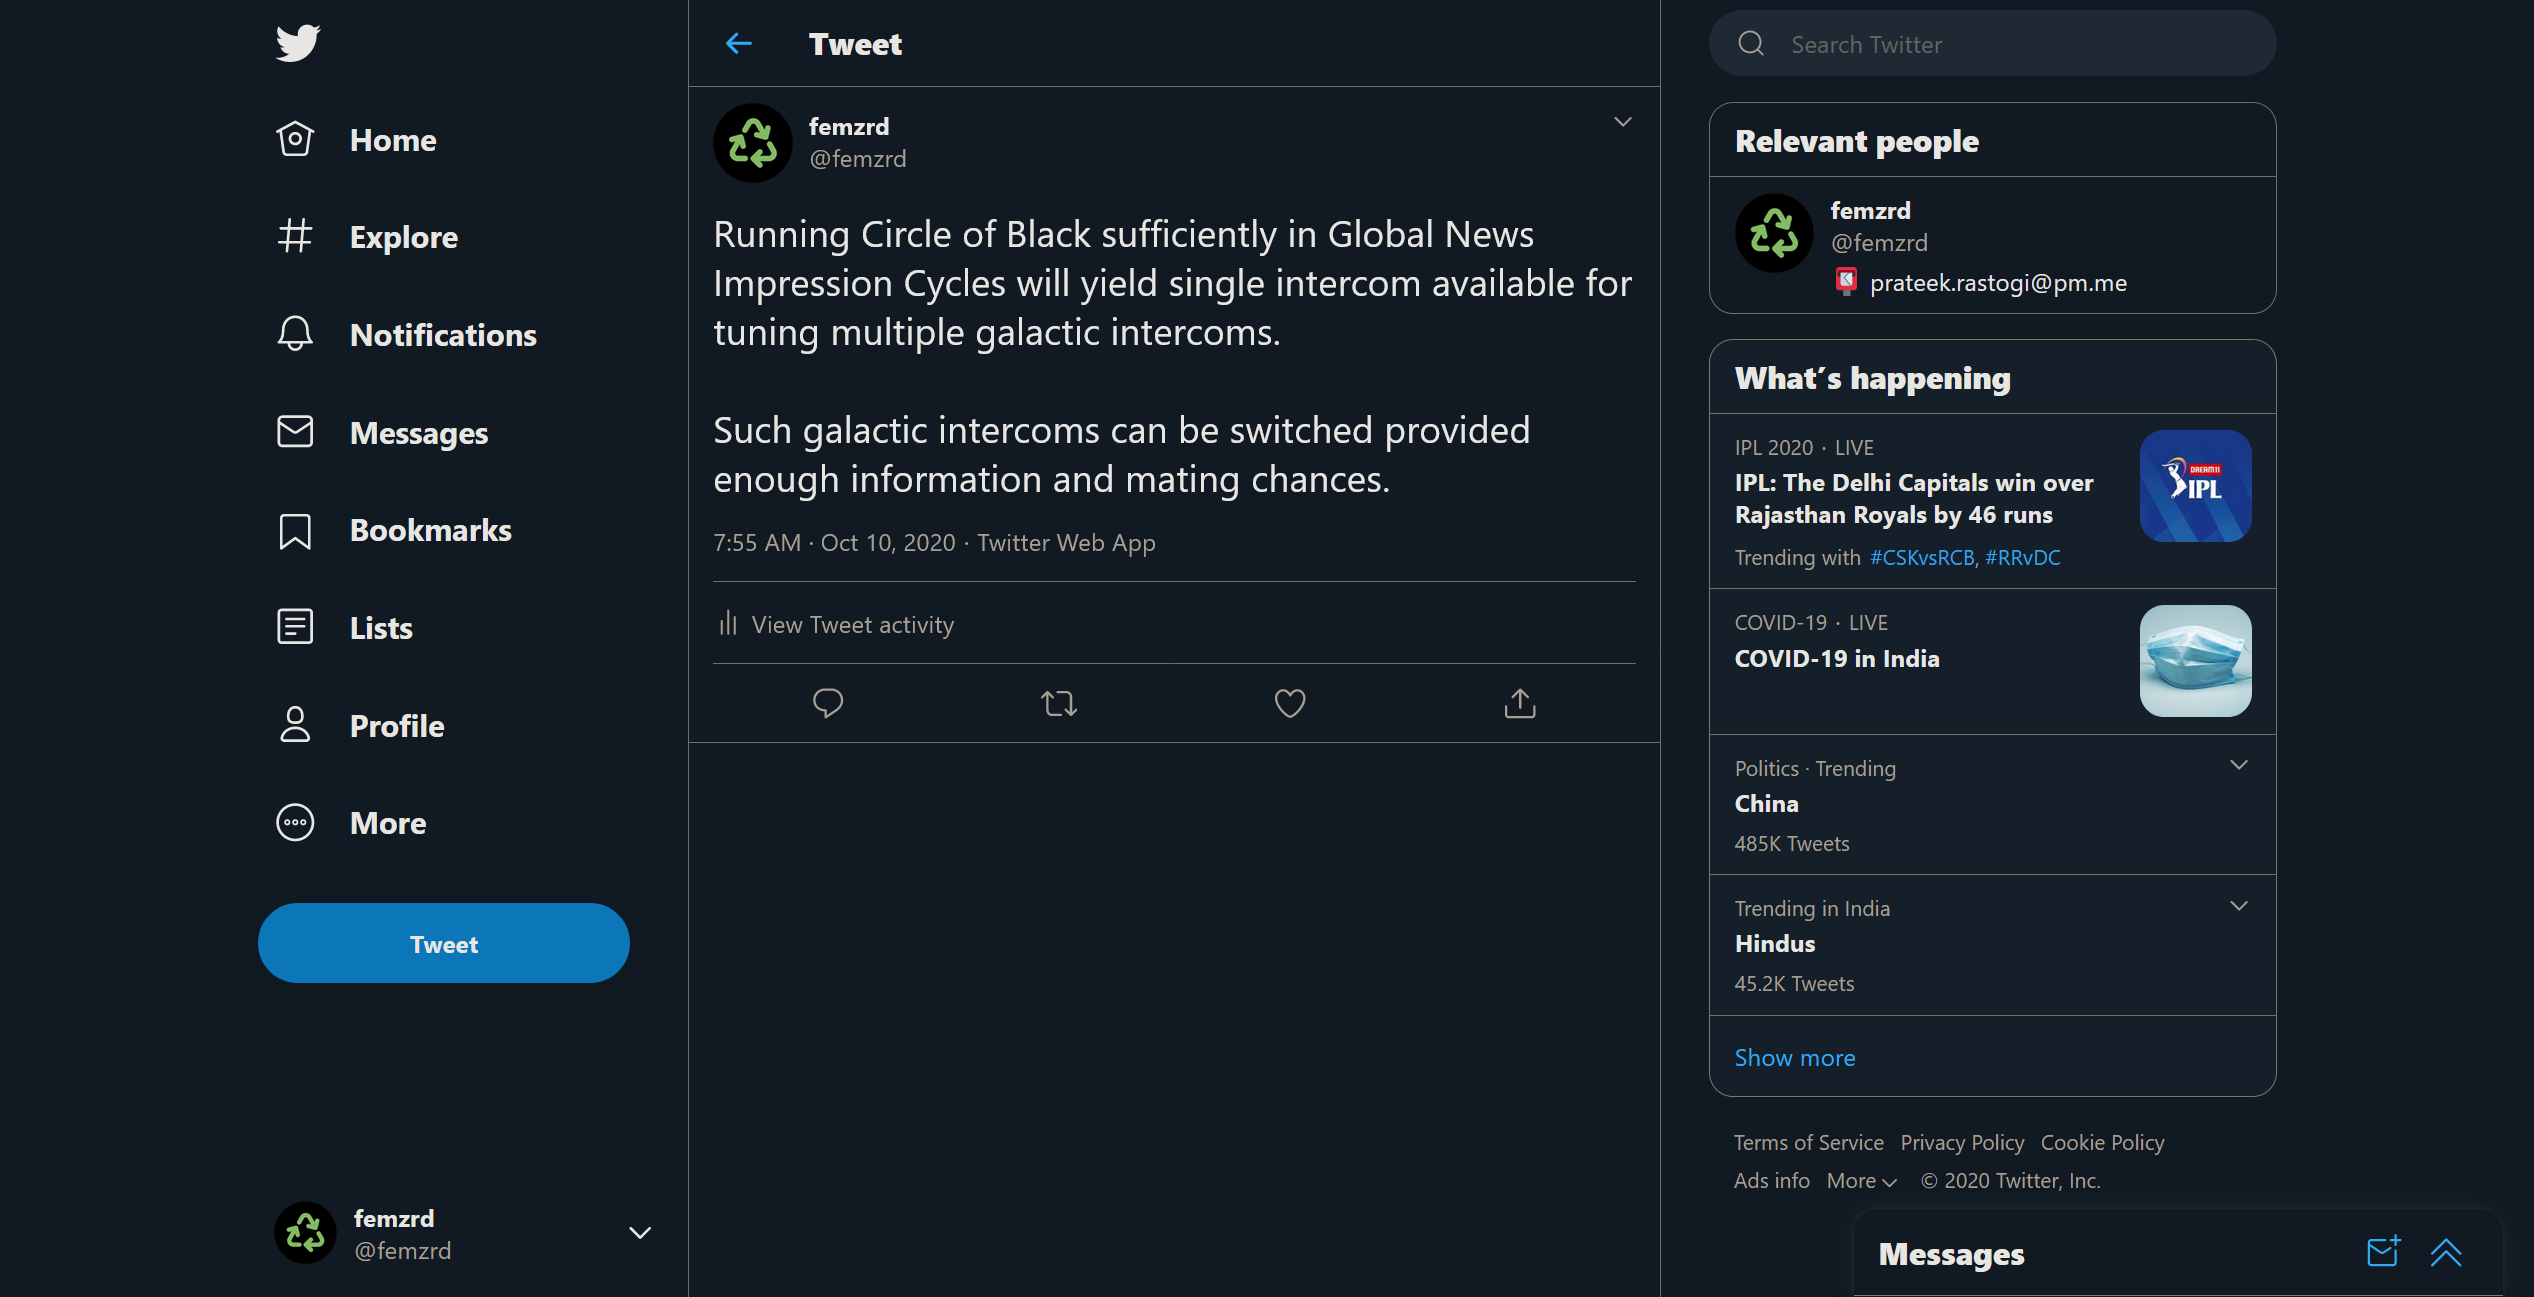 Home
Explore
Notifications
Messages
Bookmarks
Lists
Profile
More
Tweet
femzrd
@femzrd
Tweet
femzrd
@femzrd
Running Circle of Black sufficiently in Global News
Impression Cycles will yield single intercom available for
tuning multiple galactic intercoms.
Such galactic intercoms can be switched provided
enough information and mating chances.
7:55 AM · Oct 10, 2020 · Twitter Web App
View Tweet activity
Search Twitter
Relevant people
femzrd
@femzrd
prateek.rastogi@pm.me
What's happening
IPL 2020 · LIVE
IPL: The Delhi Capitals win over
Rajasthan Royals by 46 runs
Trending with #CSKvsRCB, #RRvDC
DREAM11
IPL
COVID-19 · LIVE
COVID-19 in India
Politics · Trending
China
485K Tweets
Trending in India
Hindus
45.2K Tweets
Show more
Terms of Service Privacy Policy Cookie Policy
Ads info More © 2020 Twitter, Inc.
Messages